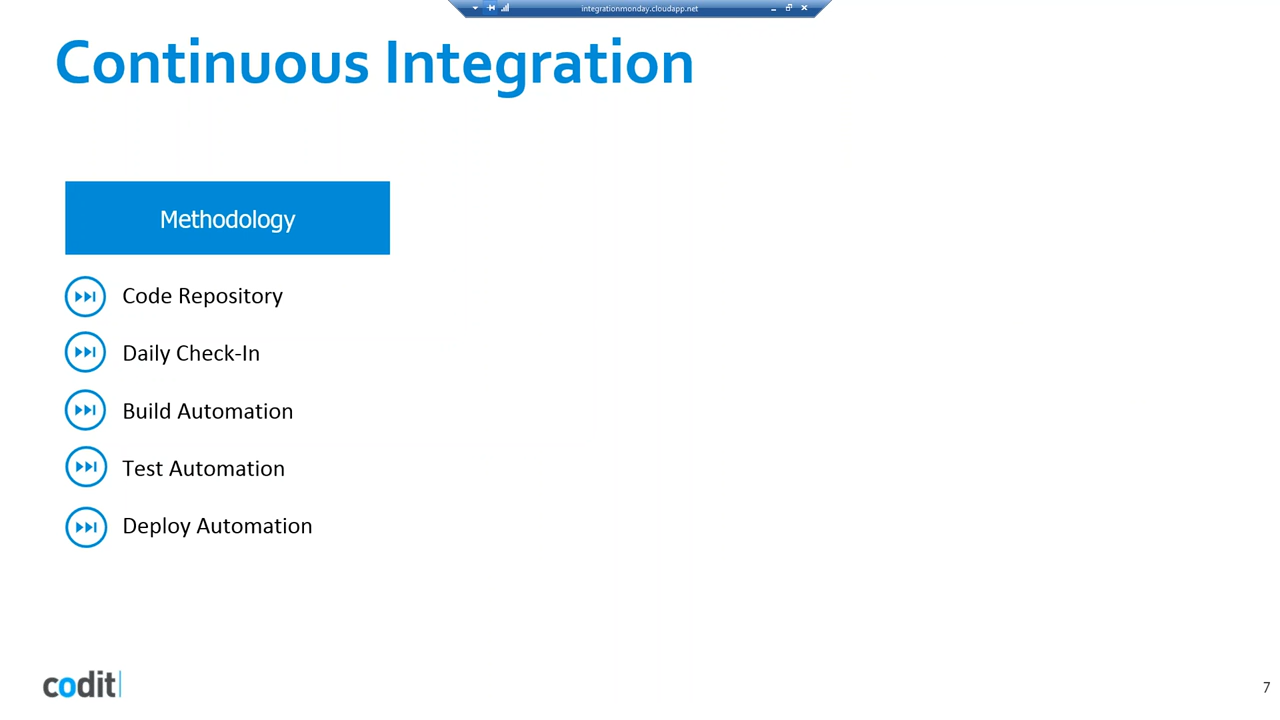 integrationmonday.cloudapp.net
Continuous Integration
Methodology
Code Repository
Daily Check-In
Build Automation
Test Automation
Deploy Automation
codit
7